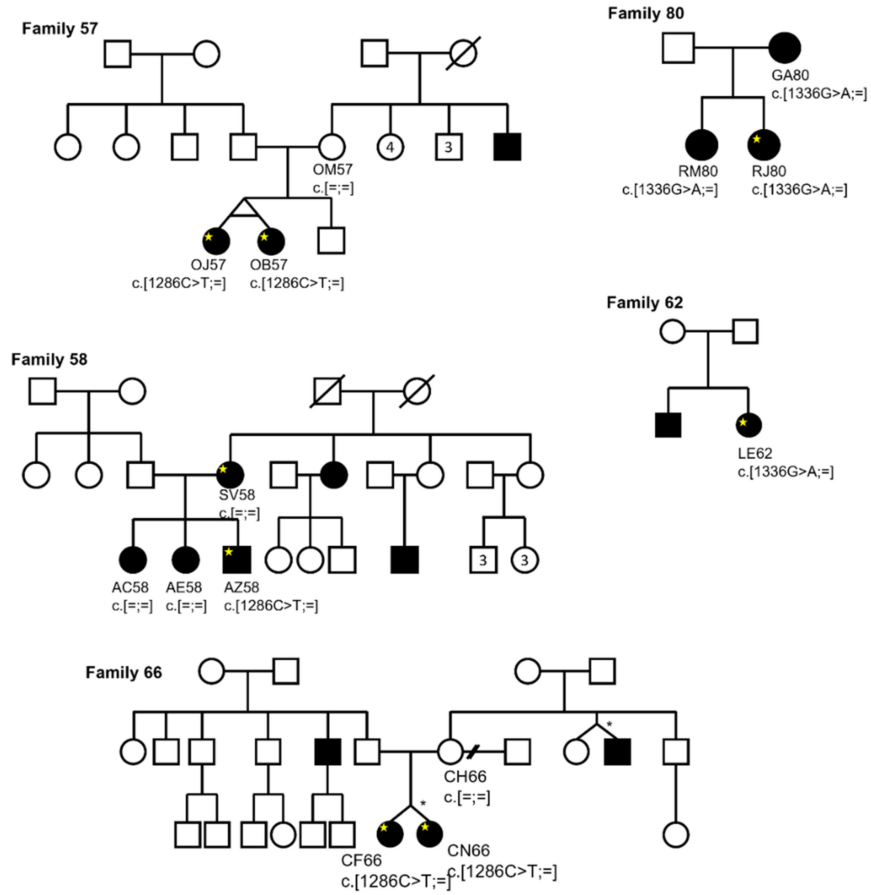 Family 57
4
3
OM57
c.[=;=]
OJ57
c.[1286C>T;=]
OB57
c.[1286C>T;=]
Family 80
GA80
c.[1336G>A;=]
RM80
c.[1336G>A;=]
RJ80
c.[1336G>A;=]
Family 62
LE62
c.[1336G>A;=]
Family 58
SV58
c.[=;=]
3
3
AC58
c.[=;=]
AE58
c.[=;=]
AZ58
c.[1286C>T;=]
Family 66
*
CH66
c.[=;=]
*
CF66
c.[1286C>T;=]
CN66
c.[1286C>T;=]